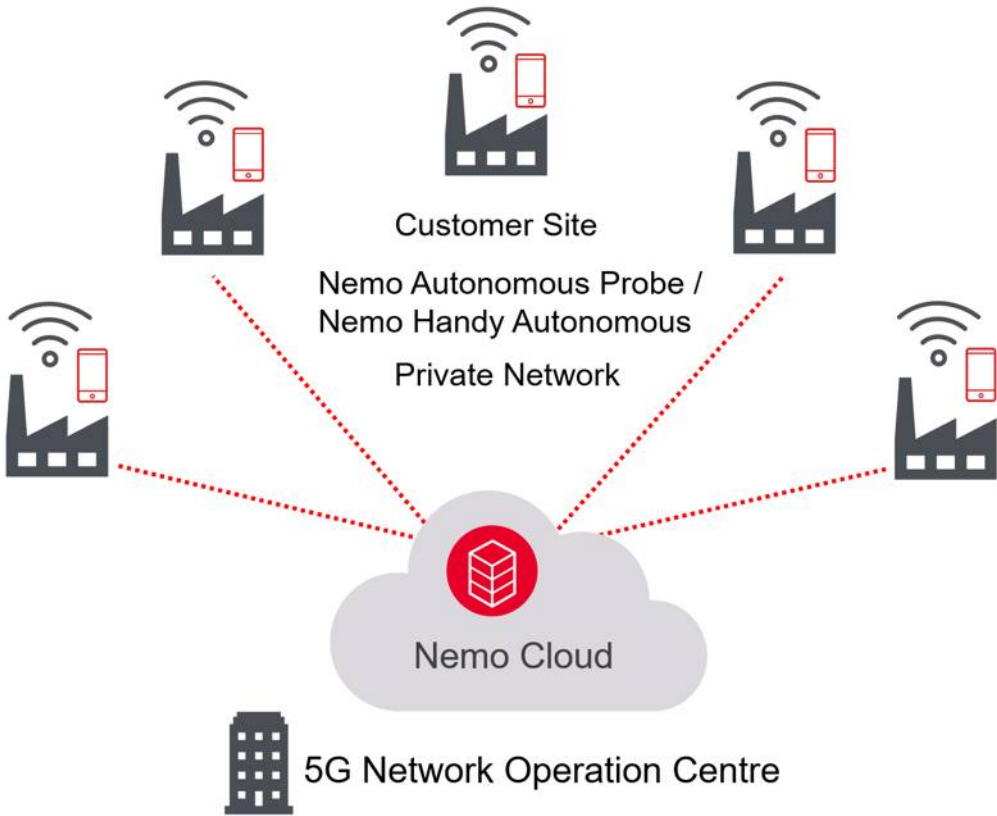 Customer Site
Nemo Autonomous Probe /
Nemo Handy Autonomous
Private Network
Nemo Cloud
5G Network Operation Centre